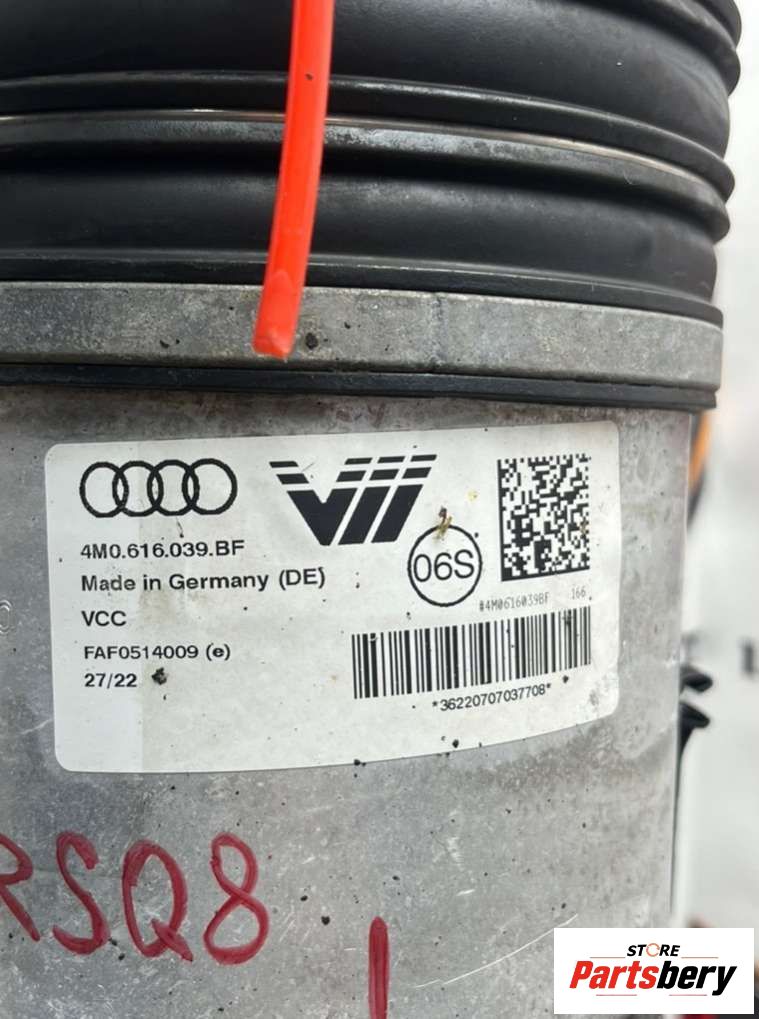 Vii
4M0.616.039.BF
Made in Germany (DE)
06S
VCC
#4M0616039BF 166
FAF0514009 (e)
27/22
*36220707037708*
RSQ8
STORE
Partsbery